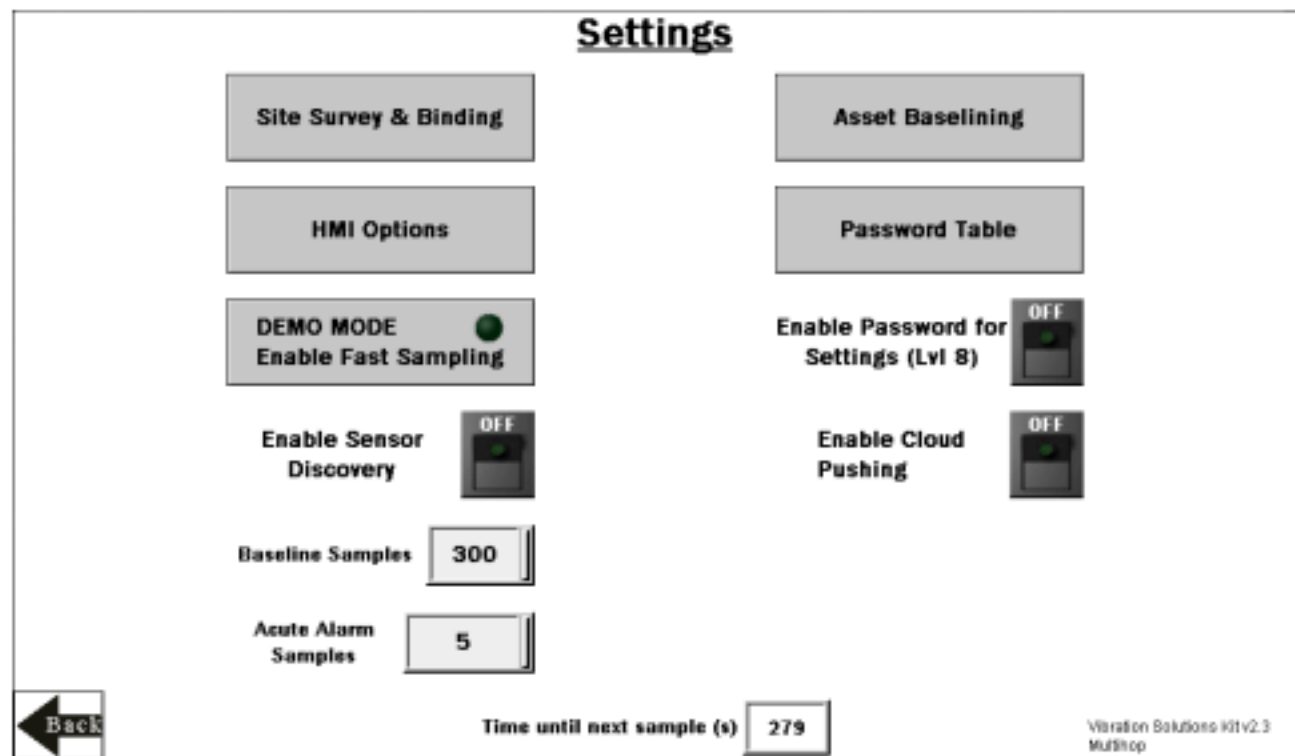 Settings
Site Survey & Binding
Asset Baselining
HMI Options
Password Table
DEMO MODE
Enable Fast Sampling
Enable Password for
Settings (Lvl 8)
OFF
Enable Sensor
Discovery
OFF
Enable Cloud
Pushing
OFF
Baseline Samples
300
Acute Alarm
Samples
5
Back
Time until next sample (s)
279
Vibration Solutions Kit v2.3
Multihop